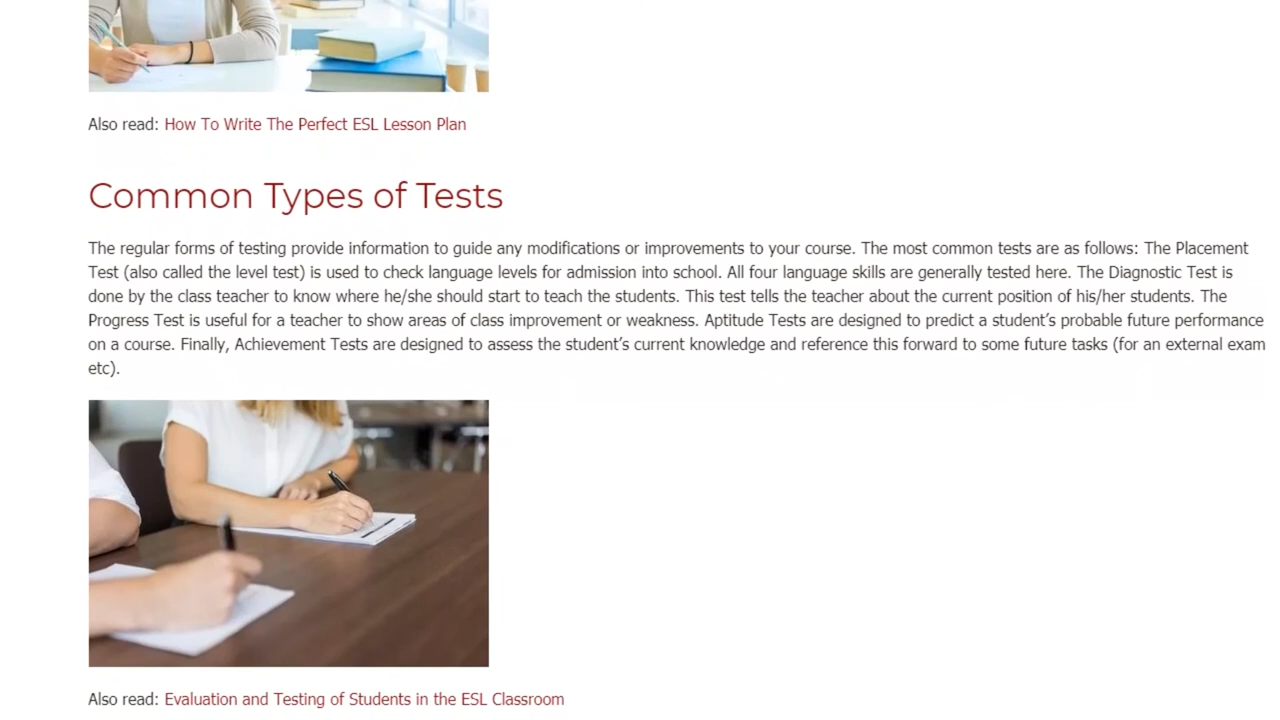 Also read: How To Write The Perfect ESL Lesson Plan
Common Types of Tests
The regular forms of testing provide information to guide any modifications or improvements to your course. The most common tests are as follows: The Placement
Test (also called the level test) is used to check language levels for admission into school. All four language skills are generally tested here. The Diagnostic Test is
done by the class teacher to know where he/she should start to teach the students. This test tells the teacher about the current position of his/her students. The
Progress Test is useful for a teacher to show areas of class improvement or weakness. Aptitude Tests are designed to predict a student’s probable future performance
on a course. Finally, Achievement Tests are designed to assess the student’s current knowledge and reference this forward to some future tasks (for an external exam
etc).
Also read: Evaluation and Testing of Students in the ESL Classroom